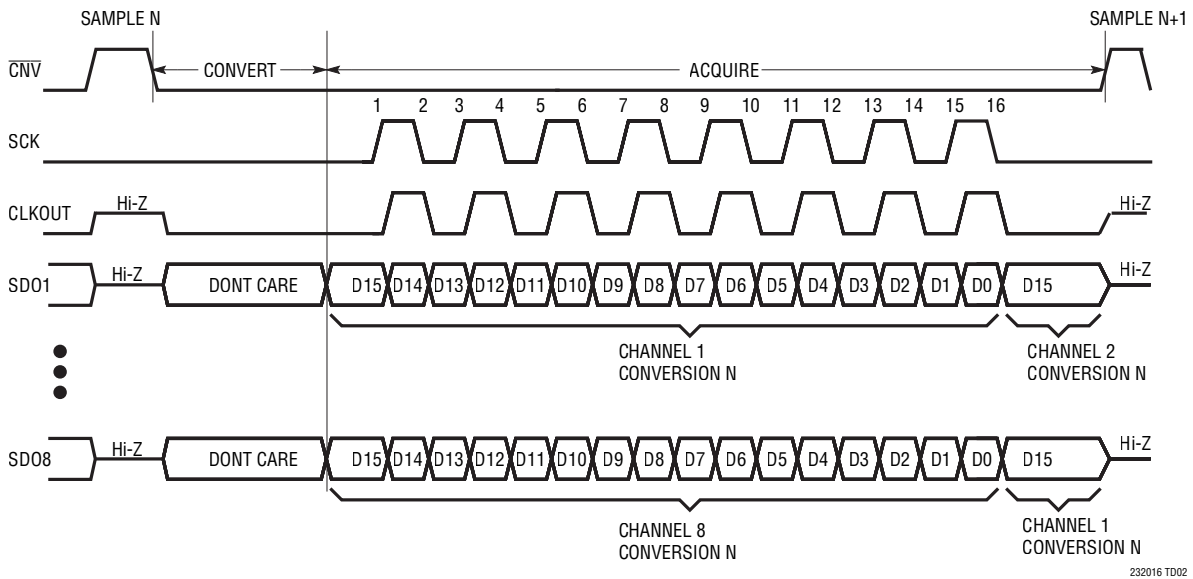 SAMPLE N
SAMPLE N+1
CNV
CONVERT
ACQUIRE
1 2 3 4 5 6 7 8 9 10 11 12 13 14 15 16
SCK
CLKOUT
Hi-Z
Hi-Z
SDO1
Hi-Z
DONT CARE
D15 D14 D13 D12 D11 D10 D9 D8 D7 D6 D5 D4 D3 D2 D1 D0 D15
Hi-Z
CHANNEL 1
CONVERSION N
CHANNEL 2
CONVERSION N
SDO8
Hi-Z
DONT CARE
D15 D14 D13 D12 D11 D10 D9 D8 D7 D6 D5 D4 D3 D2 D1 D0 D15
Hi-Z
CHANNEL 8
CONVERSION N
CHANNEL 1
CONVERSION N
232016 TD02